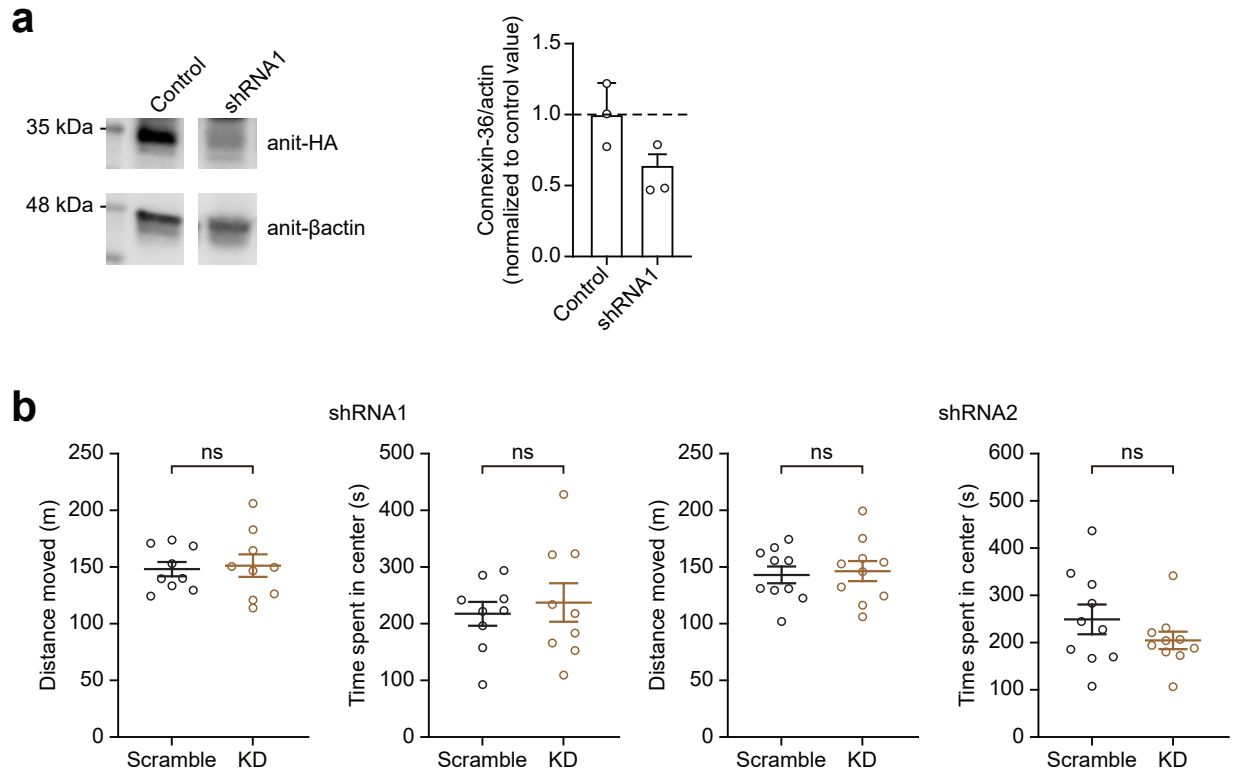 a
Control
shRNA1
35 kDa
anit-HA
48 kDa
anit-βactin
Connexin-36/actin
(normalized to control value)
1.5
1.0
0.5
0.0
Control
shRNA1
b
shRNA1
shRNA2
Distance moved (m)
250
200
150
100
50
0
ns
Scramble
KD
Time spent in center (s)
500
400
300
200
100
0
ns
Scramble
KD
Distance moved (m)
250
200
150
100
50
0
ns
Scramble
KD
Time spent in center (s)
600
500
400
300
200
100
0
ns
Scramble
KD